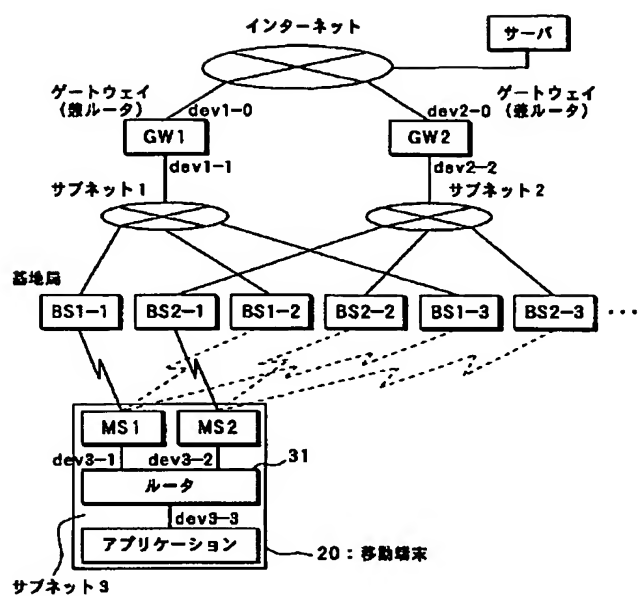 インターネット
サーバ
ゲートウェイ
(兼ルータ)
dev1-0
dev2-0
ゲートウェイ
(兼ルータ)
GW1
GW2
dev1-1
dev2-2
サブネット1
サブネット2
基地局
BS1-1
BS2-1
BS1-2
BS2-2
BS1-3
BS2-3
...
MS1
MS2
dev3-1
dev3-2
31
ルータ
dev3-3
アプリケーション
20:移動端末
サブネット3